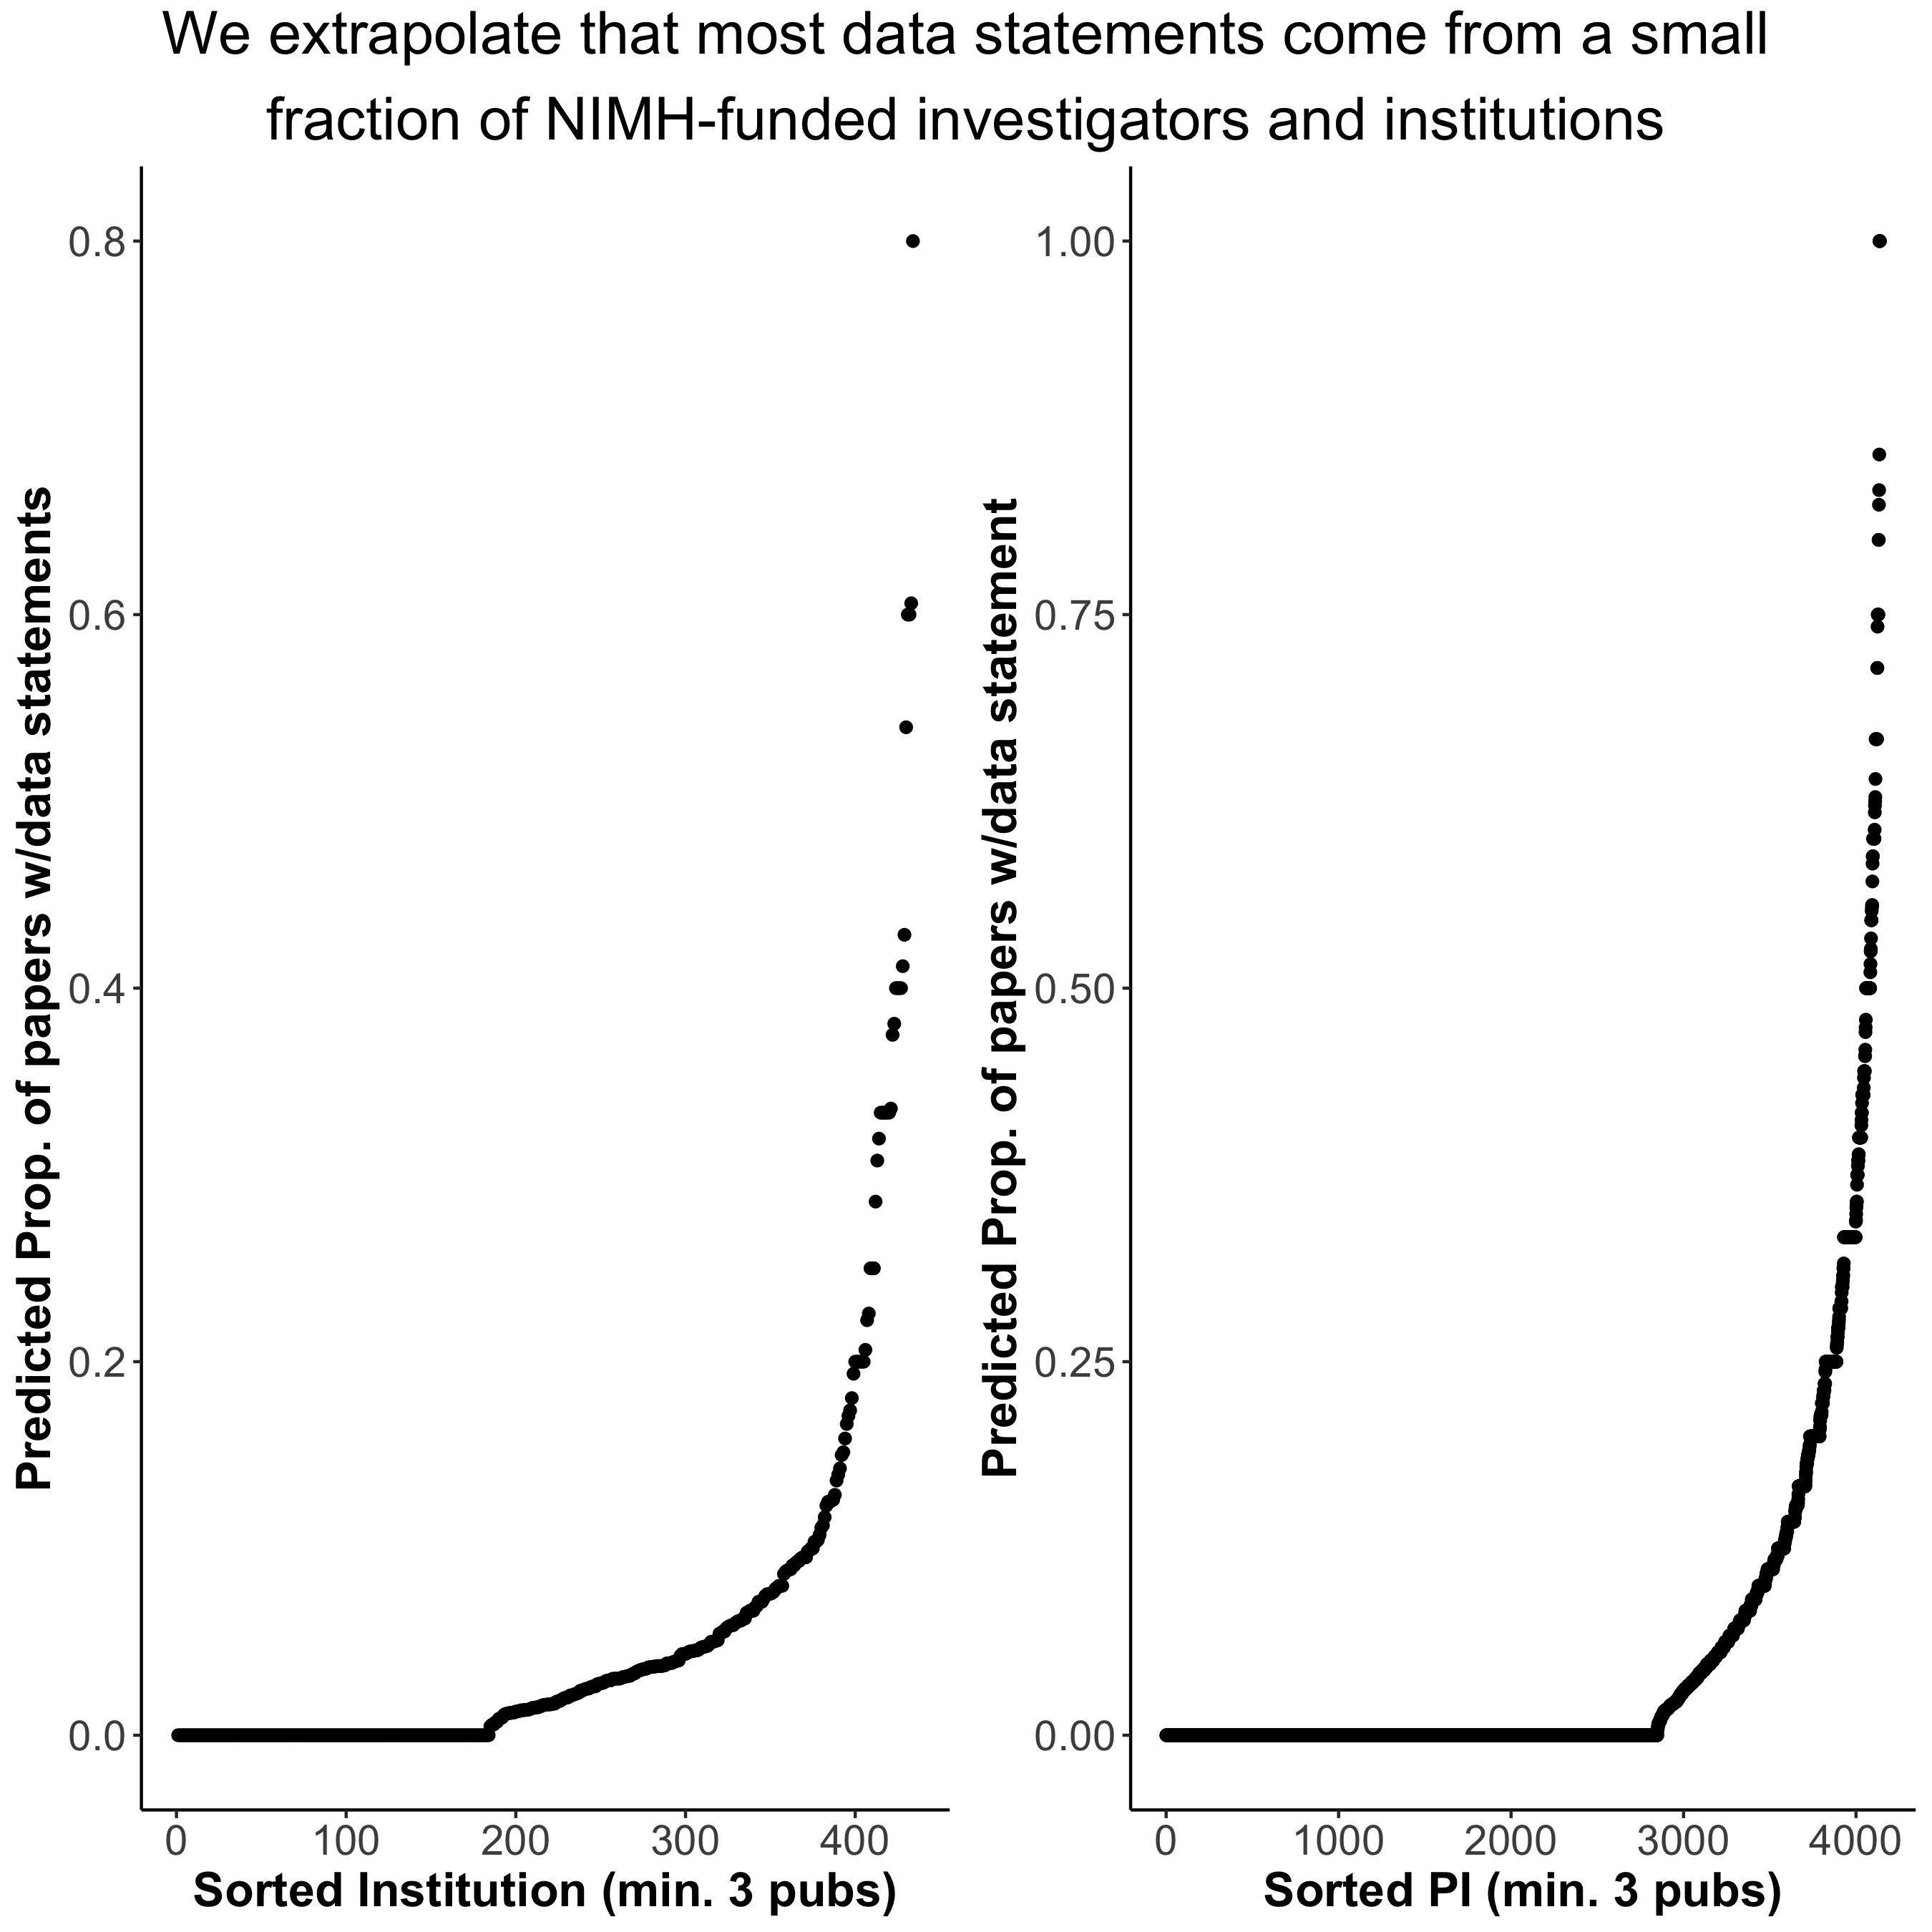 We extrapolate that most data statements come from a small
fraction of NIMH-funded investigators and institutions
Predicted Prop. of papers w/data statements
0.8
0.6
0.4
0.2
0.0
0 100 200 300 400
Sorted Institution (min. 3 pubs)
Predicted Prop. of papers w/data statement
1.00
0.75
0.50
0.25
0.00
0 1000 2000 3000 4000
Sorted PI (min. 3 pubs)